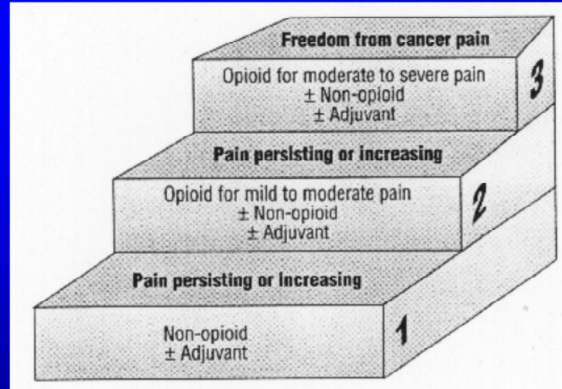 Freedom from cancer pain
Opioid for moderate to severe pain
± Non-opioid
± Adjuvant
3
Pain persisting or increasing
Opioid for mild to moderate pain
± Non-opioid
± Adjuvant
2
Pain persisting or Increasing
Non-opioid
± Adjuvant
1